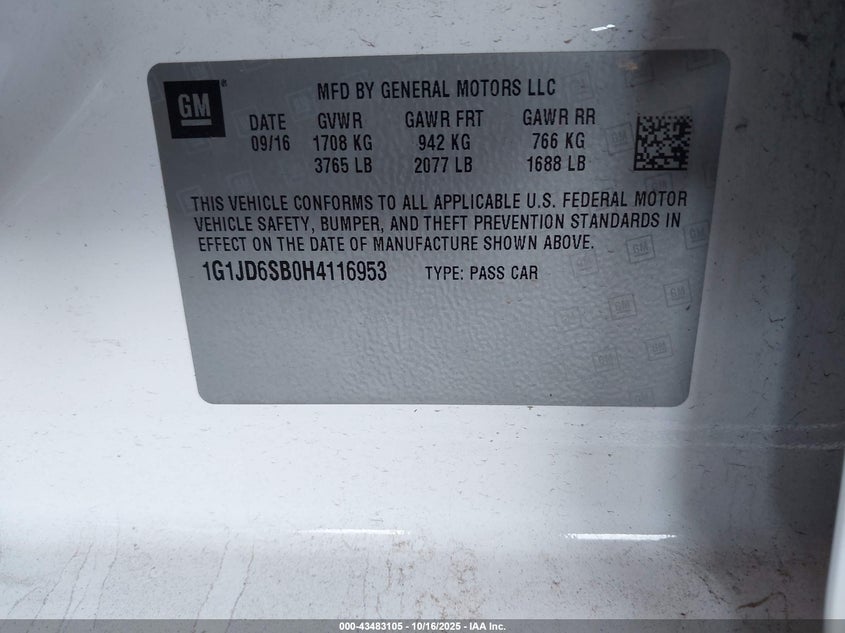 GM®
MFD BY GENERAL MOTORS LLC
DATE GVWR GAWR FRT GAWR RR
09/16 1708 KG 942 KG 766 KG
3765 LB 2077 LB 1688 LB
THIS VEHICLE CONFORMS TO ALL APPLICABLE U.S. FEDERAL MOTOR
VEHICLE SAFETY, BUMPER, AND THEFT PREVENTION STANDARDS IN
EFFECT ON THE DATE OF MANUFACTURE SHOWN ABOVE.
1G1JD6SB0H4116953 TYPE: PASS CAR
000-43483105 - 10/16/2025 - IAA Inc.